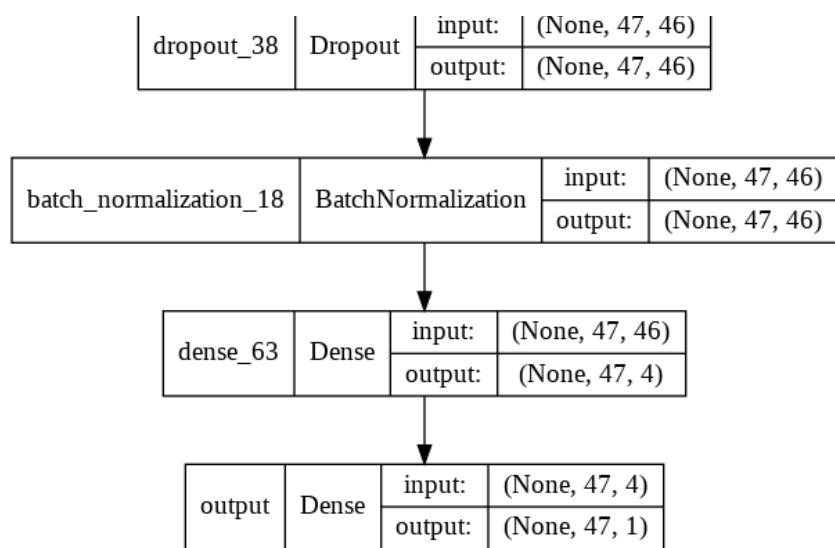 dropout_38 Dropout input: (None, 47, 46)
output: (None, 47, 46)
batch_normalization_18 BatchNormalization input: (None, 47, 46)
output: (None, 47, 46)
dense_63 Dense input: (None, 47, 46)
output: (None, 47, 4)
output Dense input: (None, 47, 4)
output: (None, 47, 1)